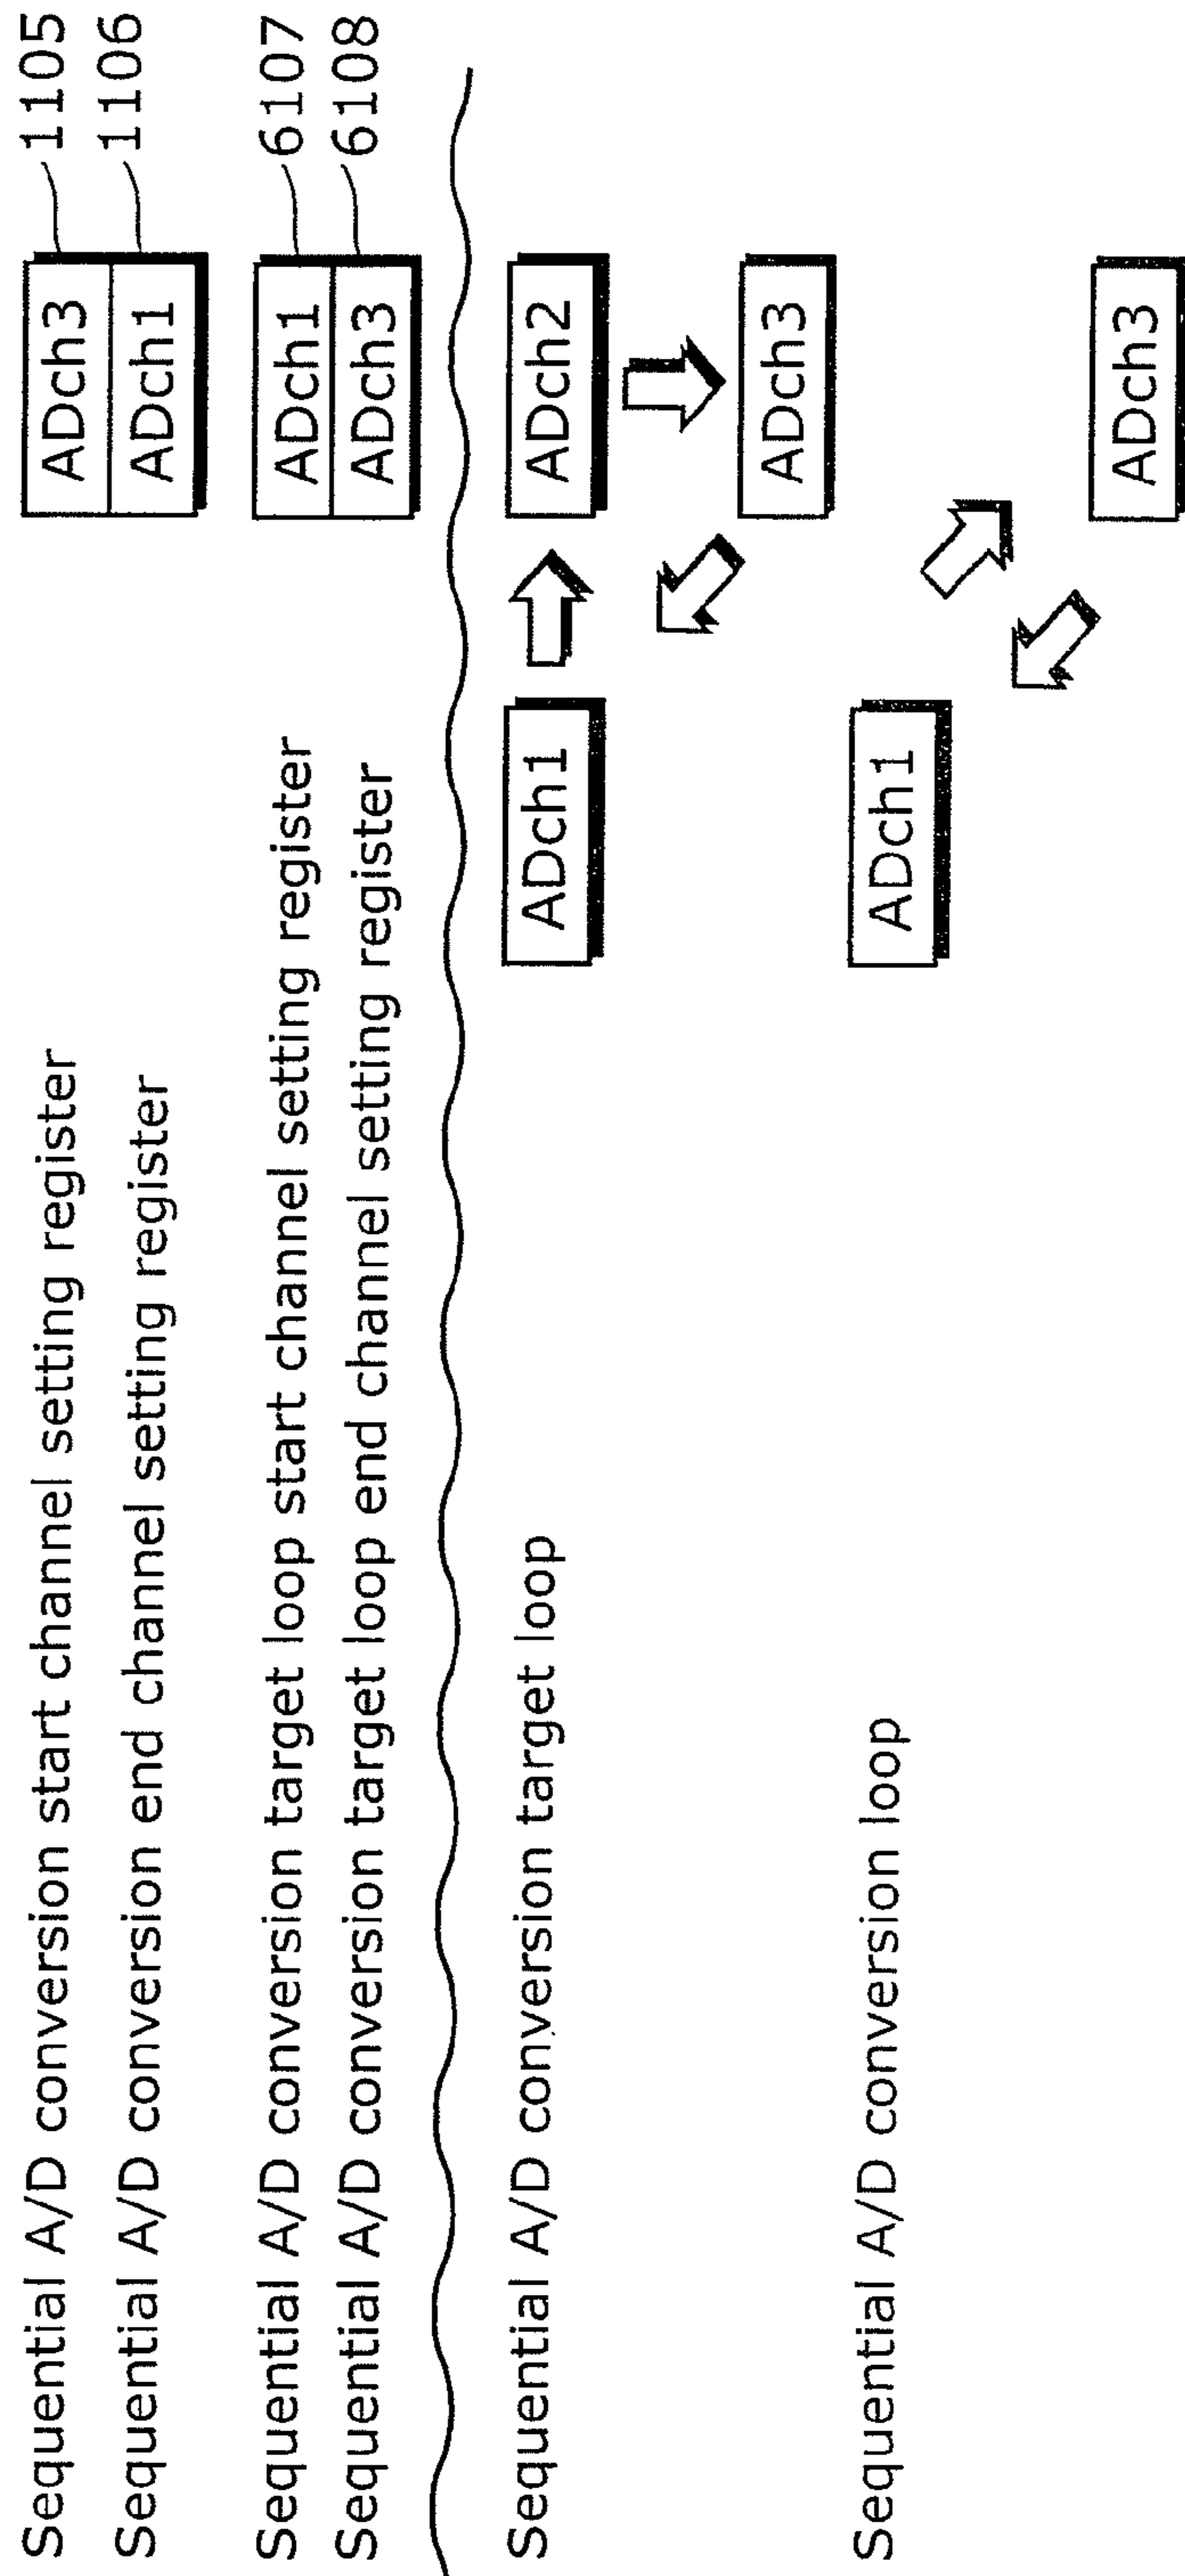 Sequential A/D conversion start channel setting register ADch3 1105
Sequential A/D conversion end channel setting register ADch1 1106
Sequential A/D conversion target loop start channel setting register ADch1 6107
Sequential A/D conversion target loop end channel setting register ADch3 6108
Sequential A/D conversion target loop ADch1 ADch2
ADch3
Sequential A/D conversion loop ADch1
ADch3